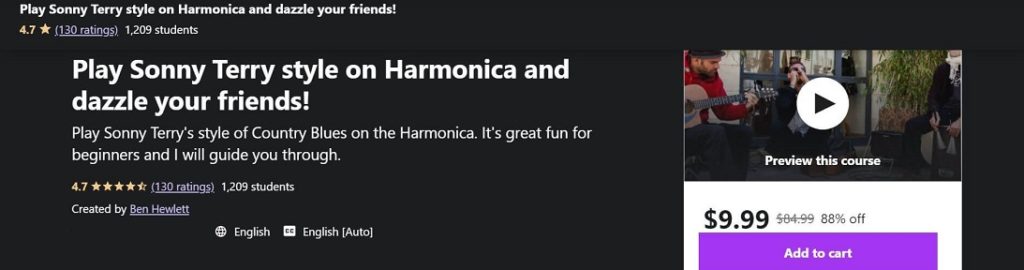 Play Sonny Terry style on Harmonica and dazzle your friends!
4.7 (130 ratings) 1,209 students
Play Sonny Terry style on Harmonica and
dazzle your friends!
Play Sonny Terry's style of Country Blues on the Harmonica. It's great fun for
beginners and I will guide you through.
4.7 (130 ratings) 1,209 students
Created by Ben Hewlett
English CC English [Auto]
Preview this course
$9.99 $84.99 88% off
Add to cart